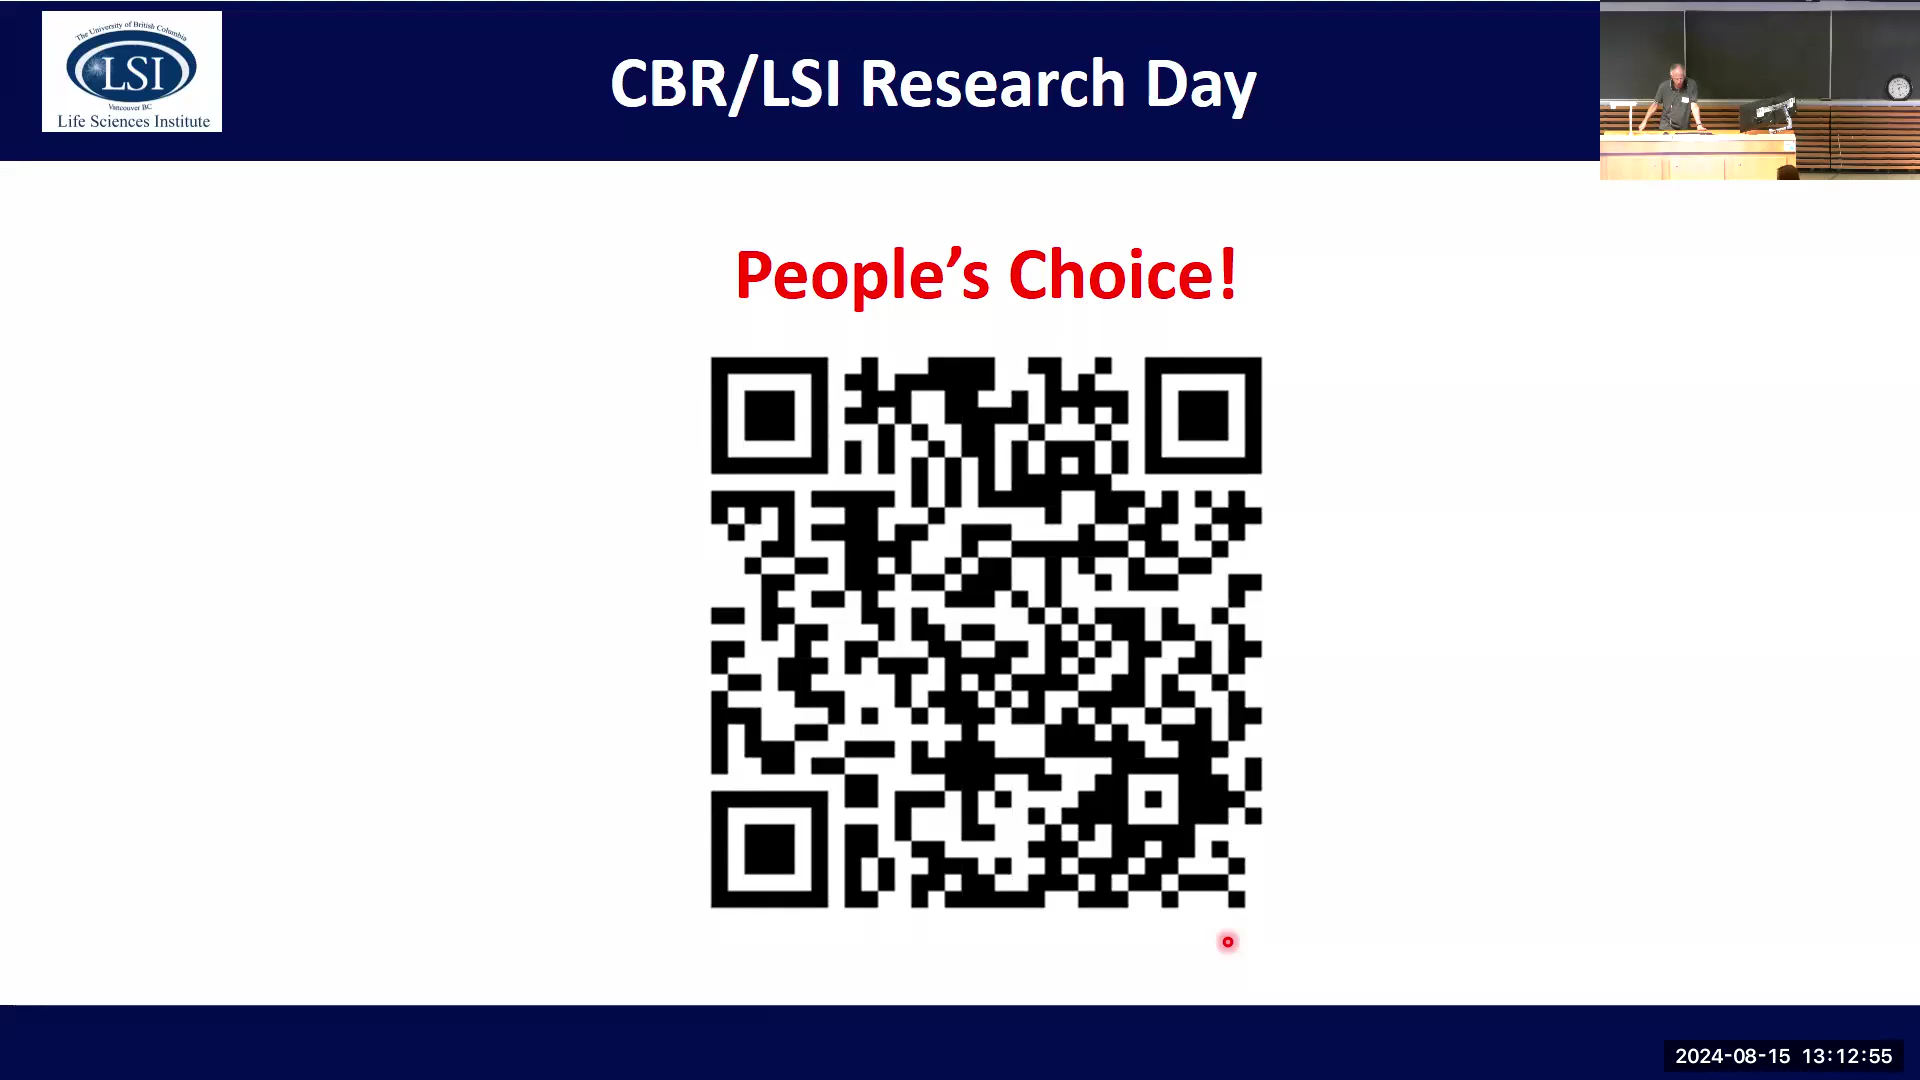 The University of British Columbia
LSI
Vancouver BC
Life Sciences Institute
CBR/LSI Research Day
People's Choice!
2024-08-15 13:12:55